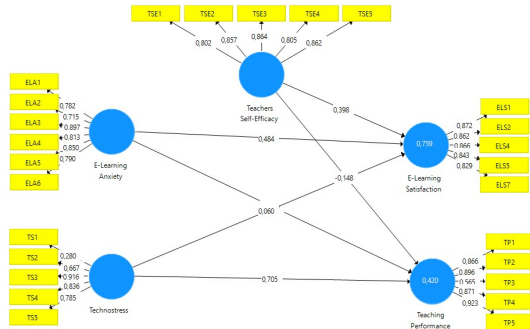 TSE1 TSE2 TSE3 TSE4 TSE5
0,802 0,857 0,864 0,805 0,862
Teachers
Self-Efficacy
ELA1
ELA2
ELA3
ELA4
ELA5
ELA6
0,782
0,715
0,897
0,813
0,850
0,790
E-Learning
Anxiety
0,398
0,484
-0,148
0,060
0,705
0,759
E-Learning
Satisfaction
0,872
0,862
0,866
0,843
0,829
ELS1
ELS2
ELS4
ELS5
ELS7
TS1
TS2
TS3
TS4
TS5
0,280
0,667
0,916
0,836
0,785
Technostress
0,420
Teaching
Performance
0,866
0,896
0,565
0,871
0,923
TP1
TP2
TP3
TP4
TP5